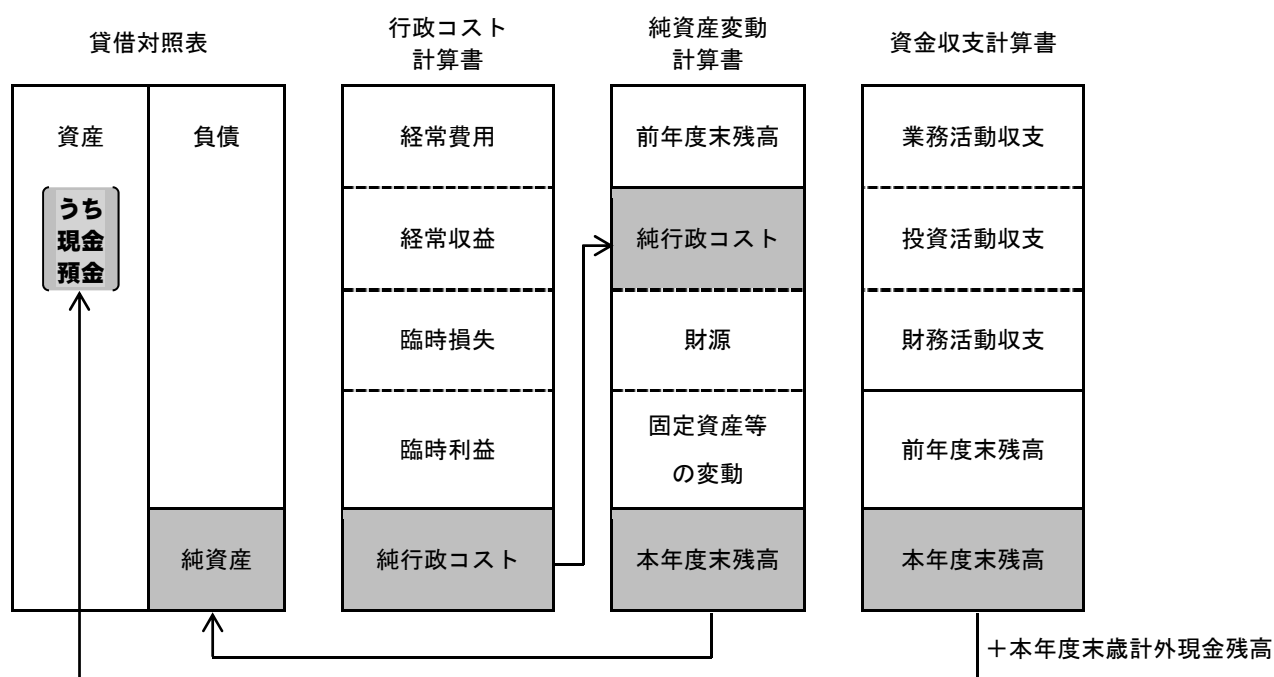 貸借対照表
行政コスト
計算書
純資産変動
計算書
資金収支計算書
資産
うち
現金
預金
負債
純資産
経常費用
経常収益
臨時損失
臨時利益
純行政コスト
前年度末残高
純行政コスト
財源
固定資産等
の変動
本年度末残高
業務活動収支
投資活動収支
財務活動収支
前年度末残高
本年度末残高
＋本年度末歳計外現金残高